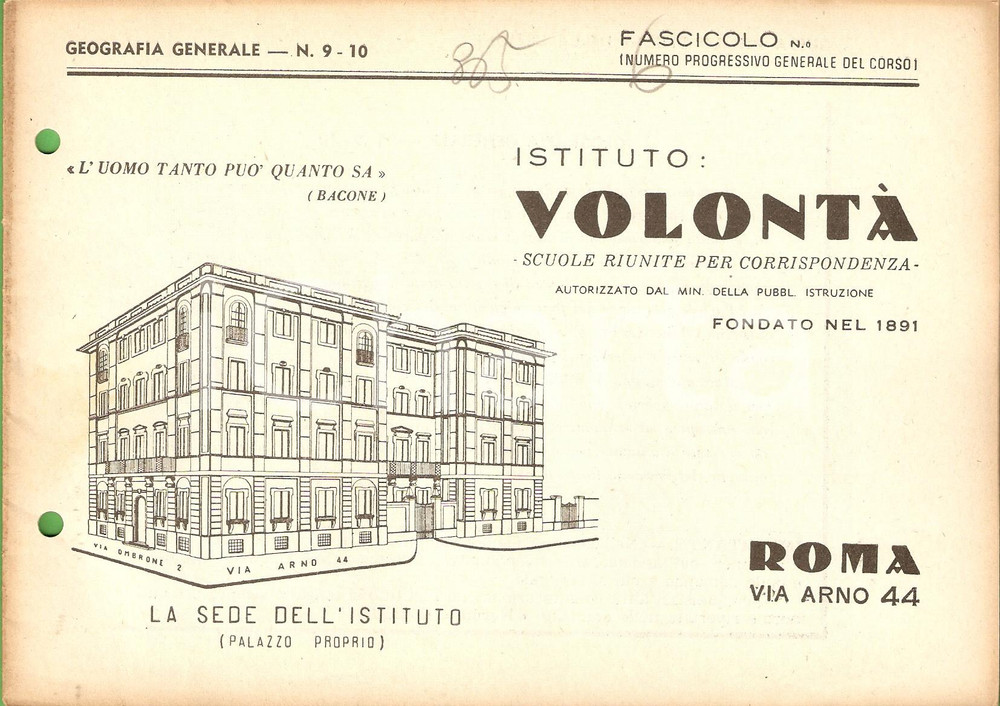 GEOGRAFIA GENERALE — N. 9 - 10
FASCICOLO N.º
(NUMERO PROGRESSIVO GENERALE DEL CORSO)
«L' UOMO TANTO PUO' QUANTO SA»
(BACONE)
ISTITUTO:
VOLONTÀ
- SCUOLE RIUNITE PER CORRISPONDENZA -
AUTORIZZATO DAL MIN. DELLA PUBBL. ISTRUZIONE
FONDATO NEL 1891
VIA OMBRONE 2 VIA ARNO 44
LA SEDE DELL'ISTITUTO
(PALAZZO PROPRIO)
ROMA
VIA ARNO 44